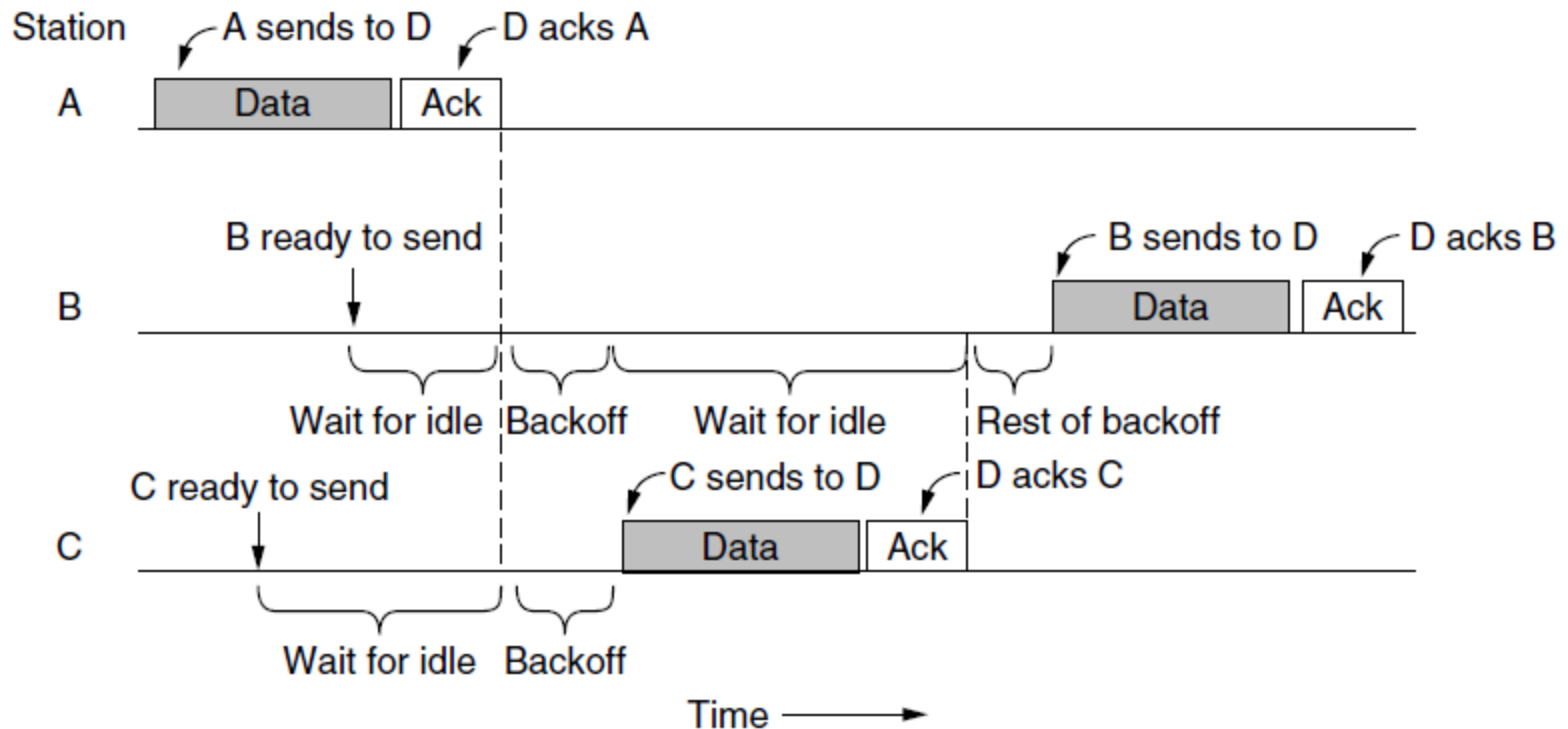 Station
A sends to D
D acks A
A
Data
Ack
B ready to send
B sends to D
D acks B
B
Data
Ack
Wait for idle
Backoff
Wait for idle
Rest of backoff
C ready to send
C sends to D
D acks C
C
Data
Ack
Wait for idle
Backoff
Time